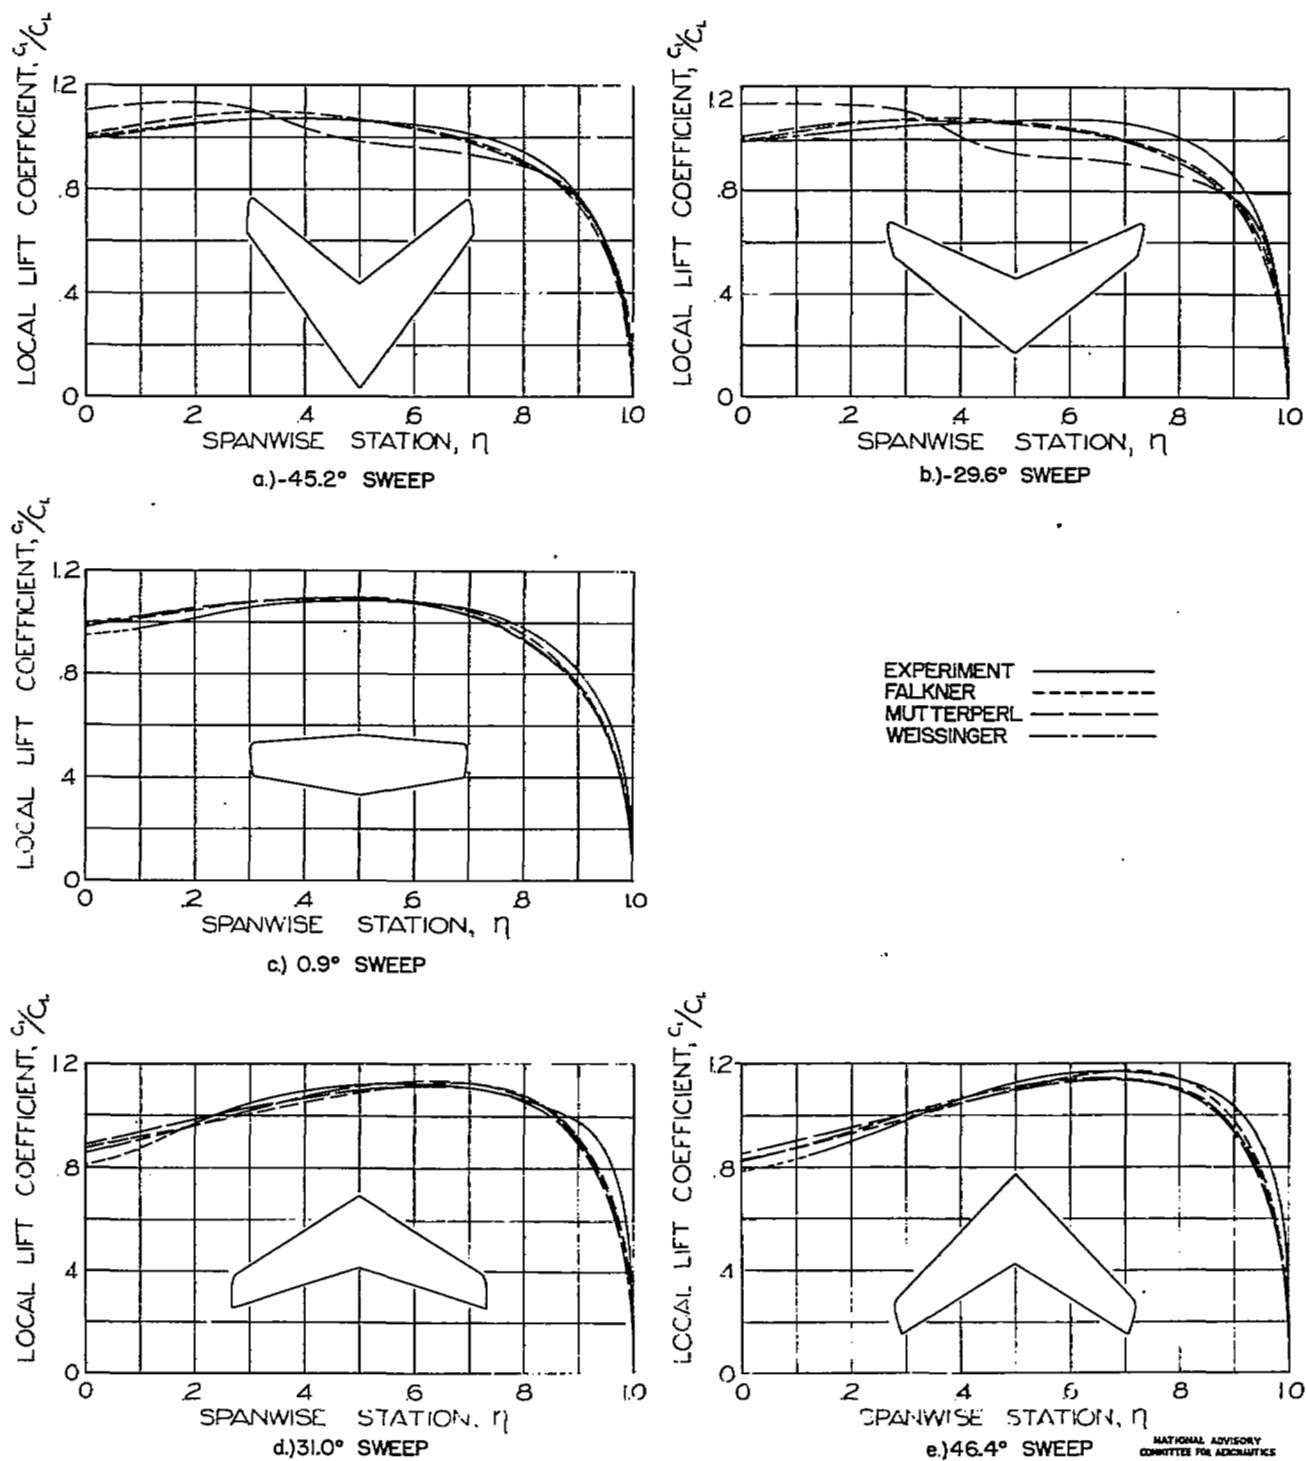 LOCAL LIFT COEFFICIENT, Cl/CL
1.2
.8
.4
0
0 .2 .4 .6 .8 1.0
SPANWISE STATION, η
a.)-45.2° SWEEP
LOCAL LIFT COEFFICIENT, Cl/CL
1.2
.8
.4
0
0 .2 .4 .6 .8 1.0
SPANWISE STATION, η
b.)-29.6° SWEEP
LOCAL LIFT COEFFICIENT, Cl/CL
1.2
.8
.4
0
0 .2 .4 .6 .8 1.0
SPANWISE STATION, η
c.) 0.9° SWEEP
EXPERIMENT
FALKNER
MUTTERPERL
WEISSINGER
LOCAL LIFT COEFFICIENT, Cl/CL
1.2
.8
.4
0
0 .2 .4 .6 .8 1.0
SPANWISE STATION, η
d.)31.0° SWEEP
LOCAL LIFT COEFFICIENT, Cl/CL
1.2
.8
.4
0
0 .2 .4 .6 .8 1.0
SPANWISE STATION, η
e.)46.4° SWEEP
NATIONAL ADVISORY
COMMITTEE FOR AERONAUTICS